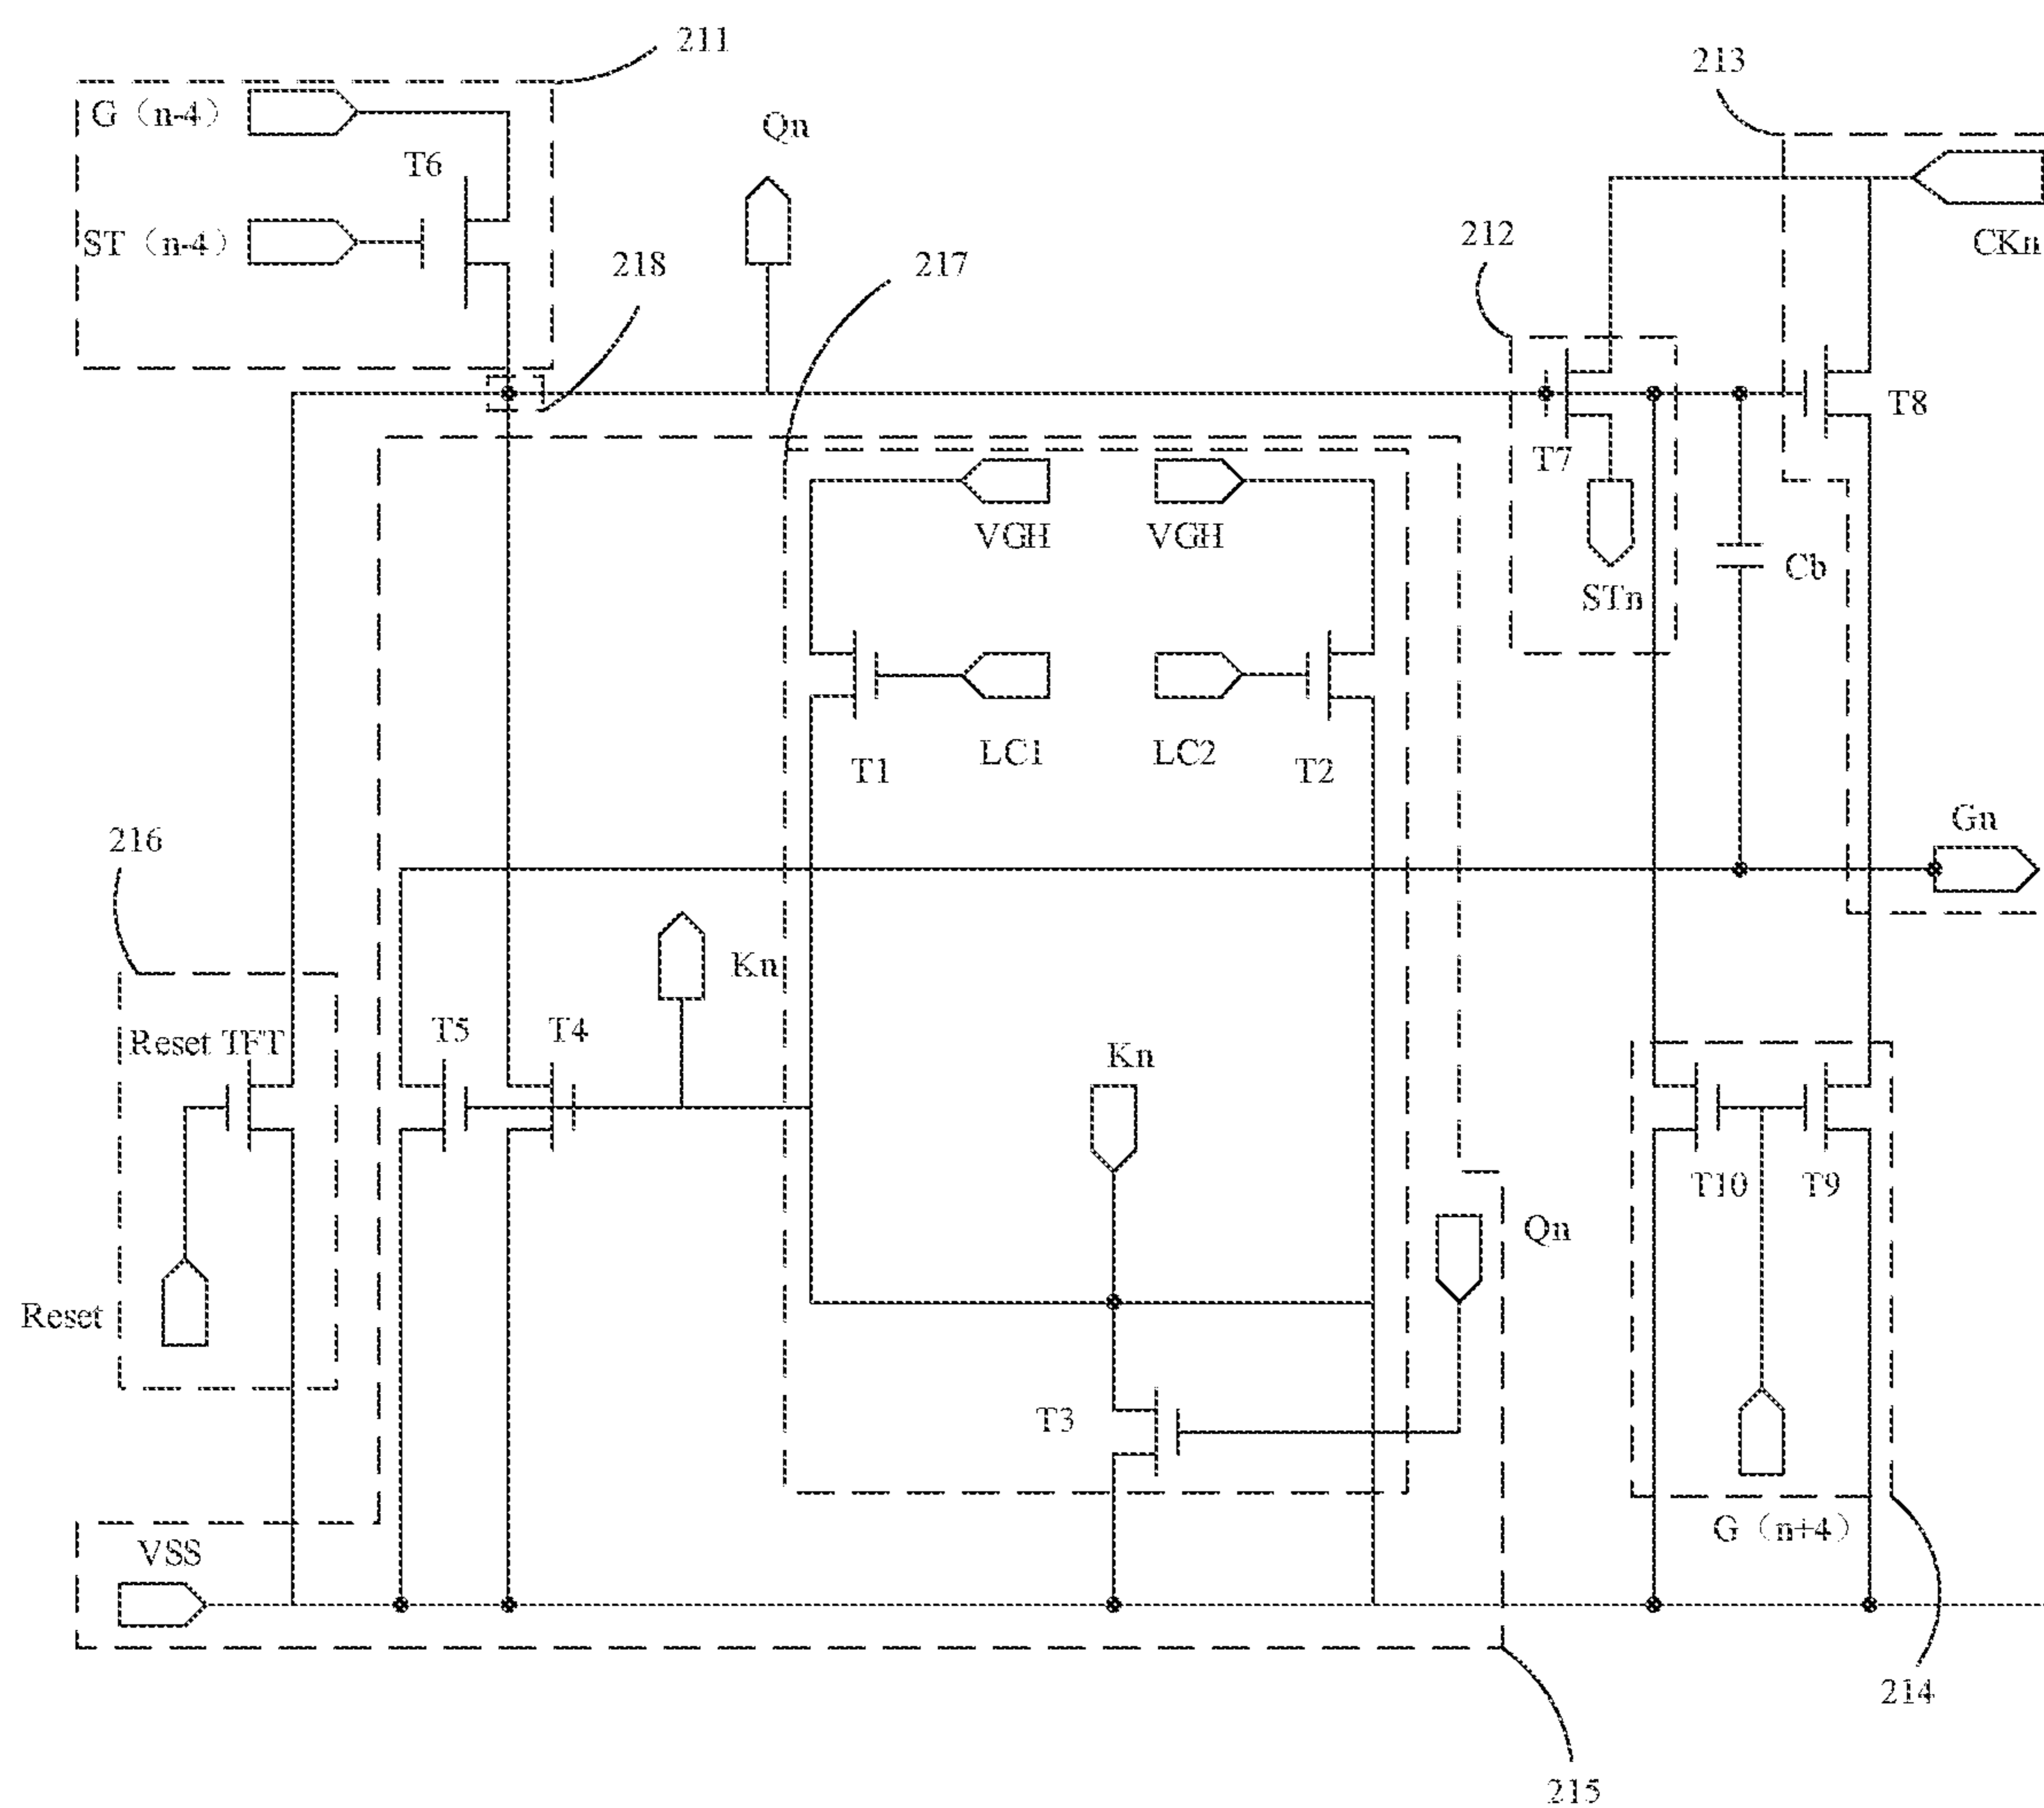 211
213
G（n-4）
Qn
T6
ST（n-4）
212
CKn
218
217
T8
T7
VGH
VGH
Cb
STn
LC1
LC2
T1
T2
Gn
216
Kn
T5
T4
Reset TFT
Kn
T10
T9
Qn
Reset
T3
G（n+4）
VSS
214
215